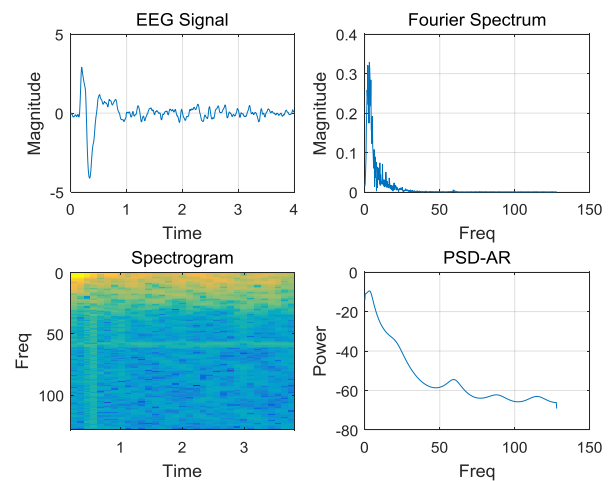 EEG Signal
Magnitude
5
0
-5
0 1 2 3 4
Time
Fourier Spectrum
Magnitude
0.4
0.3
0.2
0.1
0
0 50 100 150
Freq
Spectrogram
Freq
0
50
100
1 2 3
Time
PSD-AR
Power
0
-20
-40
-60
-80
0 50 100 150
Freq